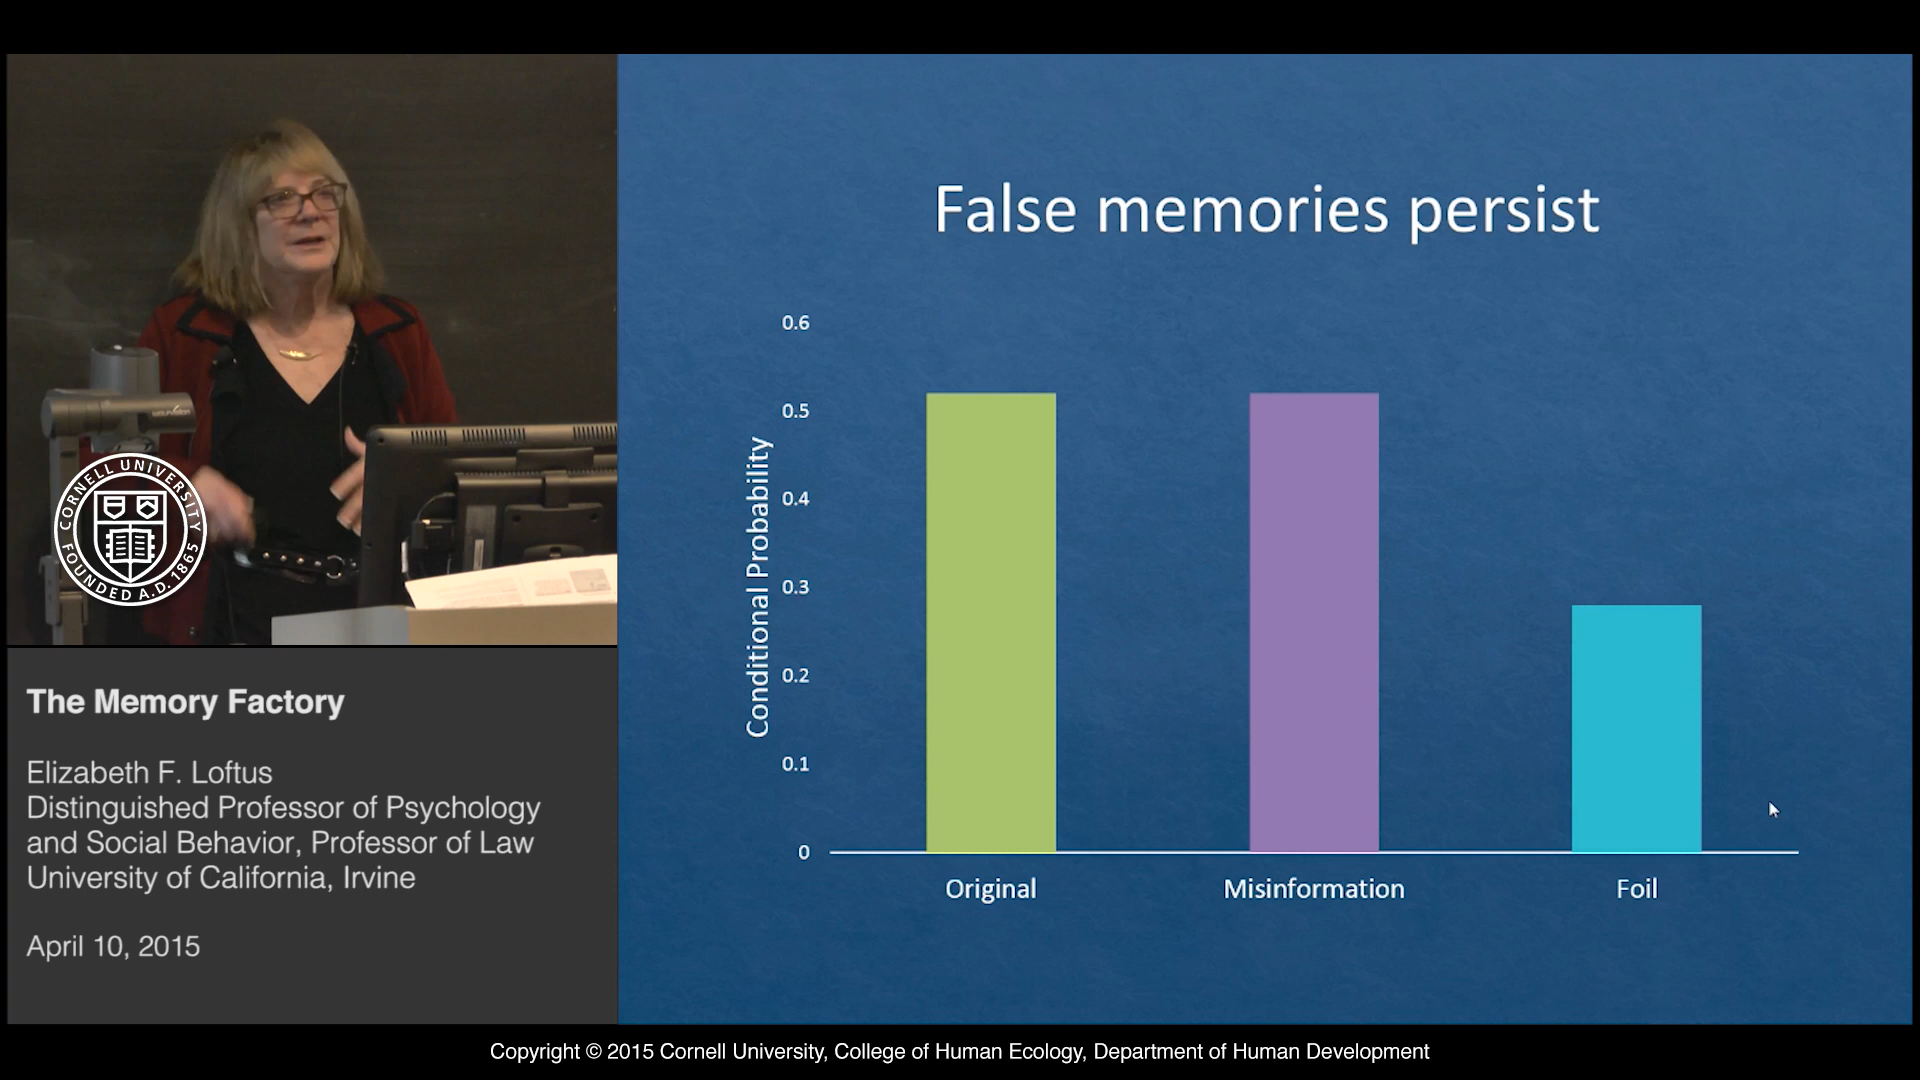 CORNELL UNIVERSITY
FOUNDED A.D. 1865
The Memory Factory
Elizabeth F. Loftus
Distinguished Professor of Psychology
and Social Behavior, Professor of Law
University of California, Irvine
April 10, 2015
False memories persist
Conditional Probability
0.6
0.5
0.4
0.3
0.2
0.1
0
Original
Misinformation
Foil
Copyright © 2015 Cornell University, College of Human Ecology, Department of Human Development